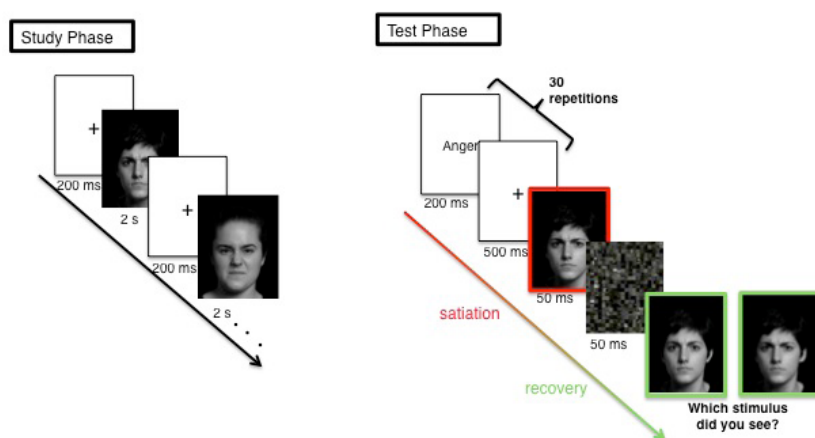 Study Phase
+
200 ms
2 s
+
200 ms
2 s
. . .
Test Phase
30
repetitions
Anger
200 ms
+
500 ms
50 ms
50 ms
satiation
recovery
Which stimulus
did you see?